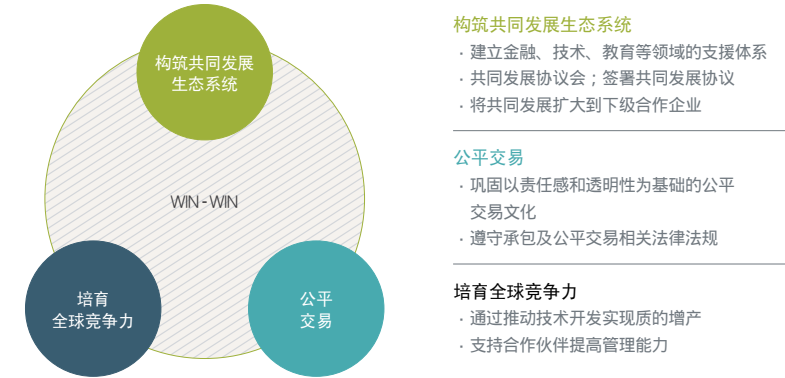 构筑共同发展
生态系统
WIN-WIN
培育
全球竞争力
公平
交易
构筑共同发展生态系统
· 建立金融、技术、教育等领域的支援体系
· 共同发展协议会；签署共同发展协议
· 将共同发展扩大到下级合作企业
公平交易
· 巩固以责任感和透明性为基础的公平
交易文化
· 遵守承包及公平交易相关法律法规
培育全球竞争力
· 通过推动技术开发实现质的增产
· 支持合作伙伴提高管理能力